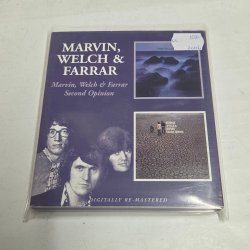 MARVIN,
WELCH &
FARRAR
Marvin, Welch & Farrar
Second Opinion
DIGITALLY RE-MASTERED